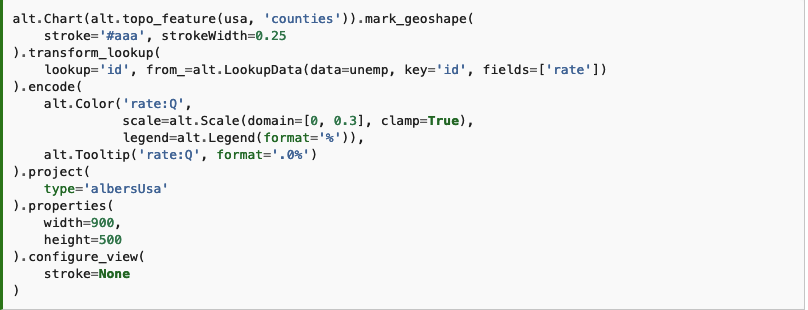 alt.Chart(alt.topo_feature(usa, 'counties')).mark_geoshape(
    stroke='#aaa', strokeWidth=0.25
).transform_lookup(
    lookup='id', from_=alt.LookupData(data=unemp, key='id', fields=['rate'])
).encode(
    alt.Color('rate:Q',
              scale=alt.Scale(domain=[0, 0.3], clamp=True),
              legend=alt.Legend(format='%')),
    alt.Tooltip('rate:Q', format='.0%')
).project(
    type='albersUsa'
).properties(
    width=900,
    height=500
).configure_view(
    stroke=None
)